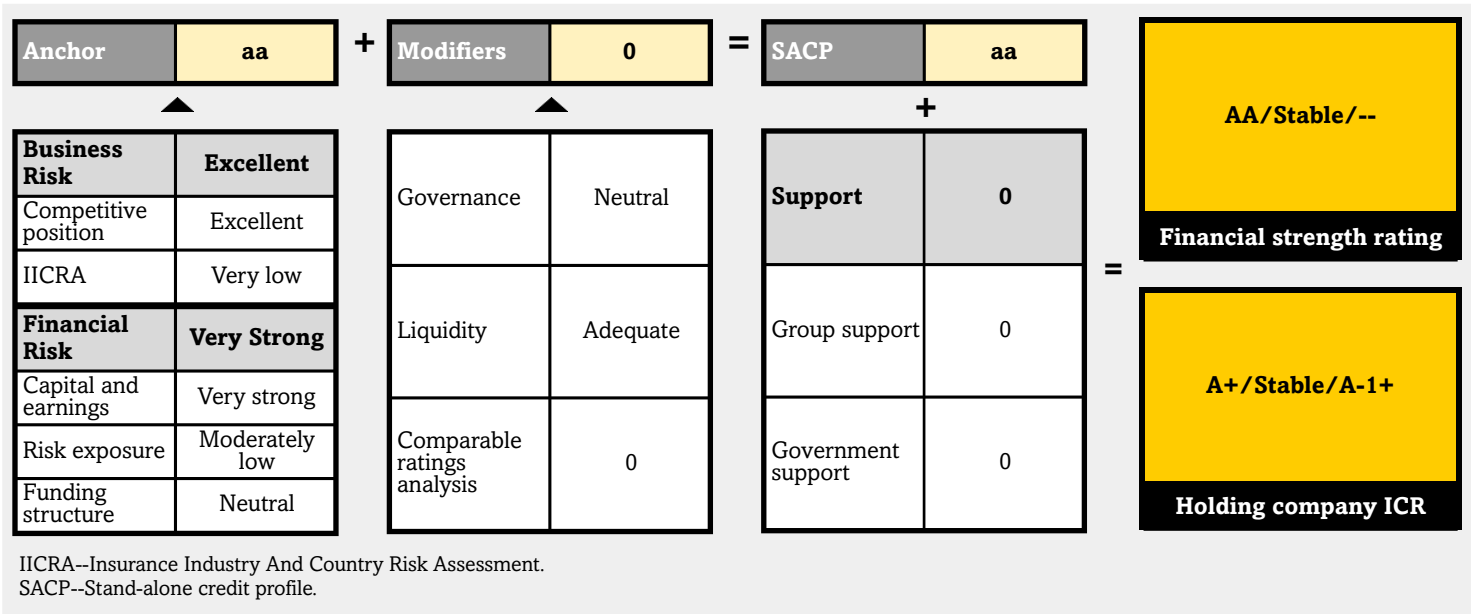 Anchor aa + Modifiers 0 = SACP aa
+
Business
Risk
Excellent
Competitive
position
Excellent
IICRA
Very low
Financial
Risk
Very Strong
Capital and
earnings
Very strong
Risk exposure
Moderately
low
Funding
structure
Neutral
Governance
Neutral
Liquidity
Adequate
Comparable
ratings
analysis
0
Support
0
Group support
0
Government
support
0
=
AA/Stable/--
Financial strength rating
A+/Stable/A-1+
Holding company ICR
IICRA--Insurance Industry And Country Risk Assessment.
SACP--Stand-alone credit profile.